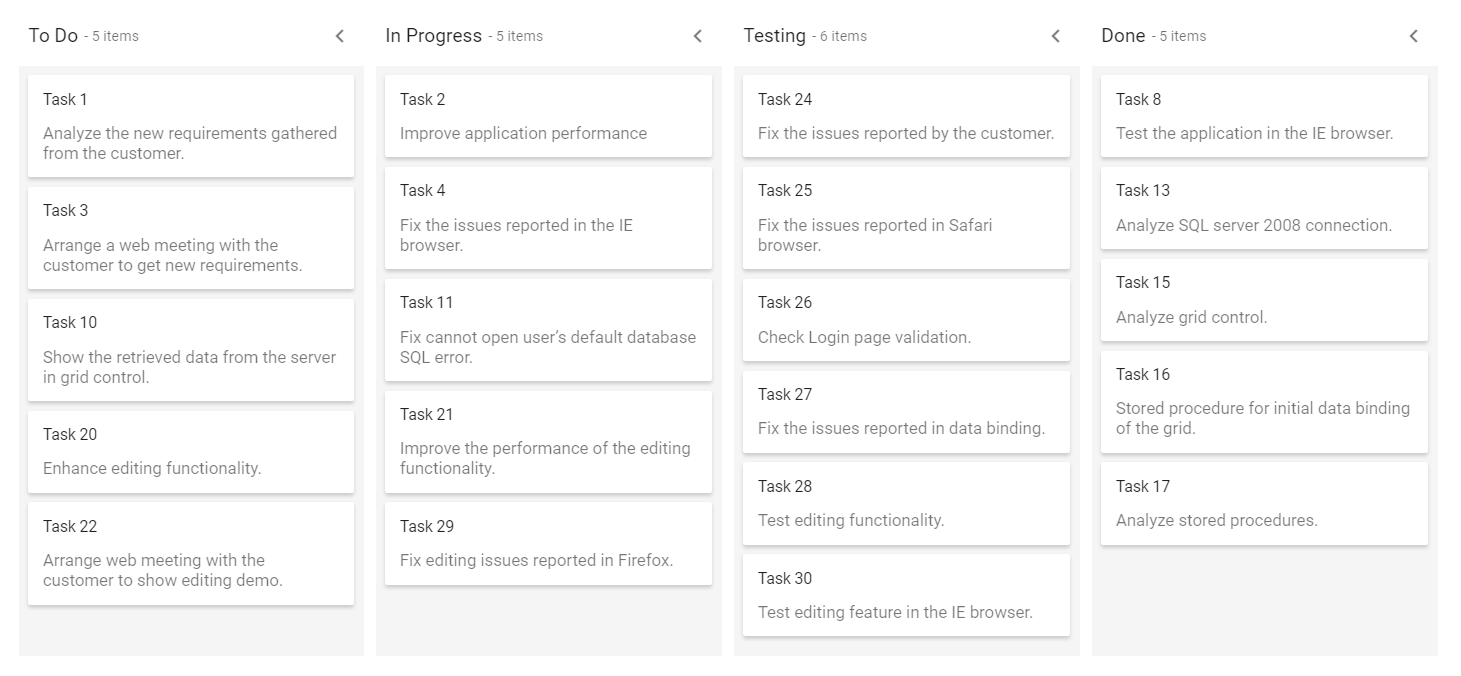 To Do - 5 items
Task 1
Analyze the new requirements gathered
from the customer.
Task 3
Arrange a web meeting with the
customer to get new requirements.
Task 10
Show the retrieved data from the server
in grid control.
Task 20
Enhance editing functionality.
Task 22
Arrange web meeting with the
customer to show editing demo.
In Progress - 5 items
Task 2
Improve application performance
Task 4
Fix the issues reported in the IE
browser.
Task 11
Fix cannot open user’s default database
SQL error.
Task 21
Improve the performance of the editing
functionality.
Task 29
Fix editing issues reported in Firefox.
Testing - 6 items
Task 24
Fix the issues reported by the customer.
Task 25
Fix the issues reported in Safari
browser.
Task 26
Check Login page validation.
Task 27
Fix the issues reported in data binding.
Task 28
Test editing functionality.
Task 30
Test editing feature in the IE browser.
Done - 5 items
Task 8
Test the application in the IE browser.
Task 13
Analyze SQL server 2008 connection.
Task 15
Analyze grid control.
Task 16
Stored procedure for initial data binding
of the grid.
Task 17
Analyze stored procedures.